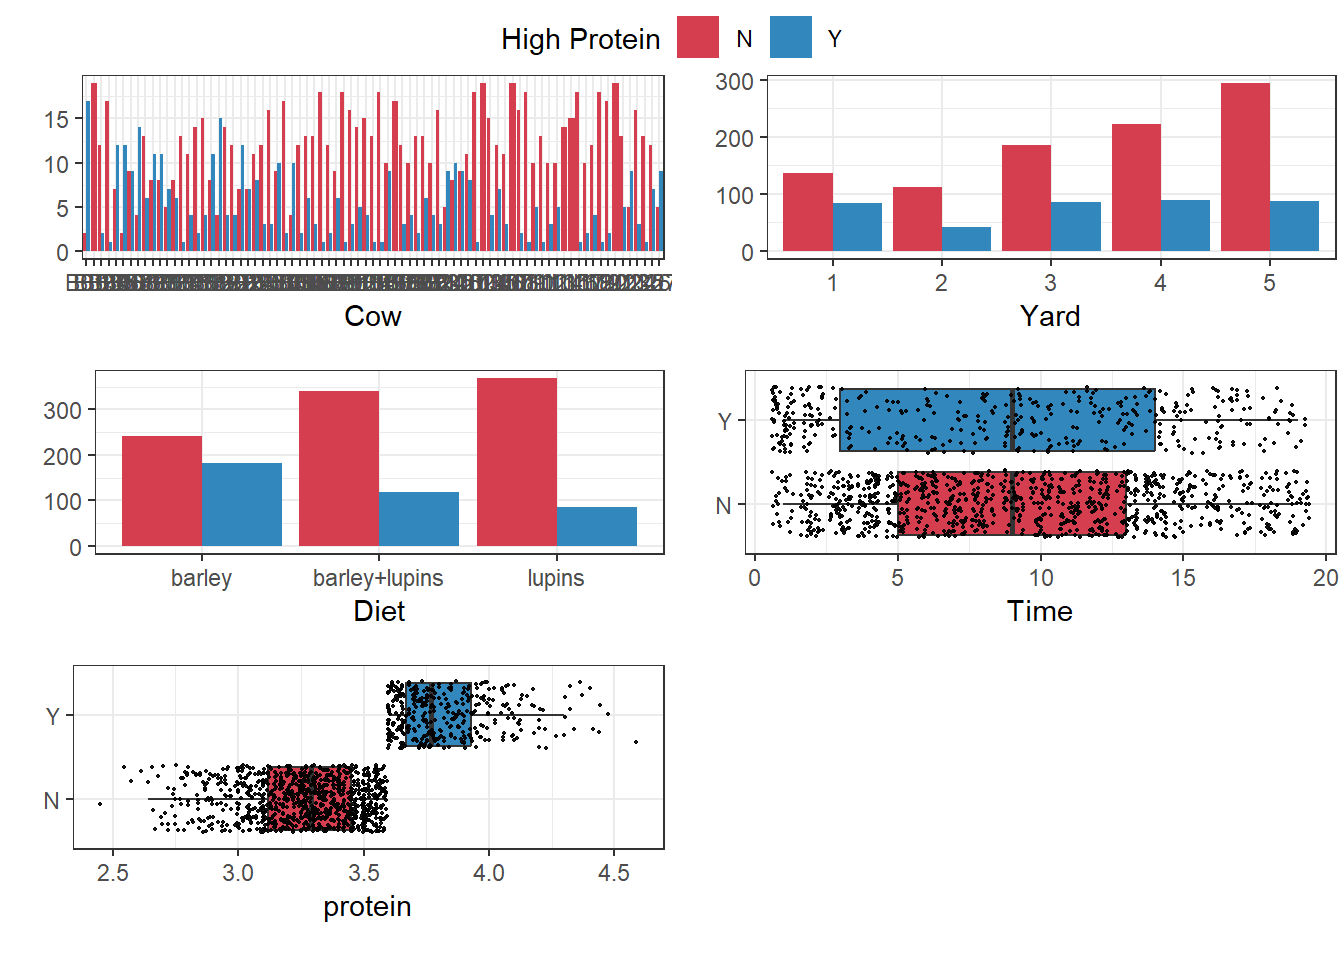 High Protein N Y
15
10
5
0
Cow
300
200
100
0
1 2 3 4 5
Yard
300
200
100
0
barley barley+lupins lupins
Diet
Y
N
0 5 10 15 20
Time
Y
N
2.5 3.0 3.5 4.0 4.5
protein